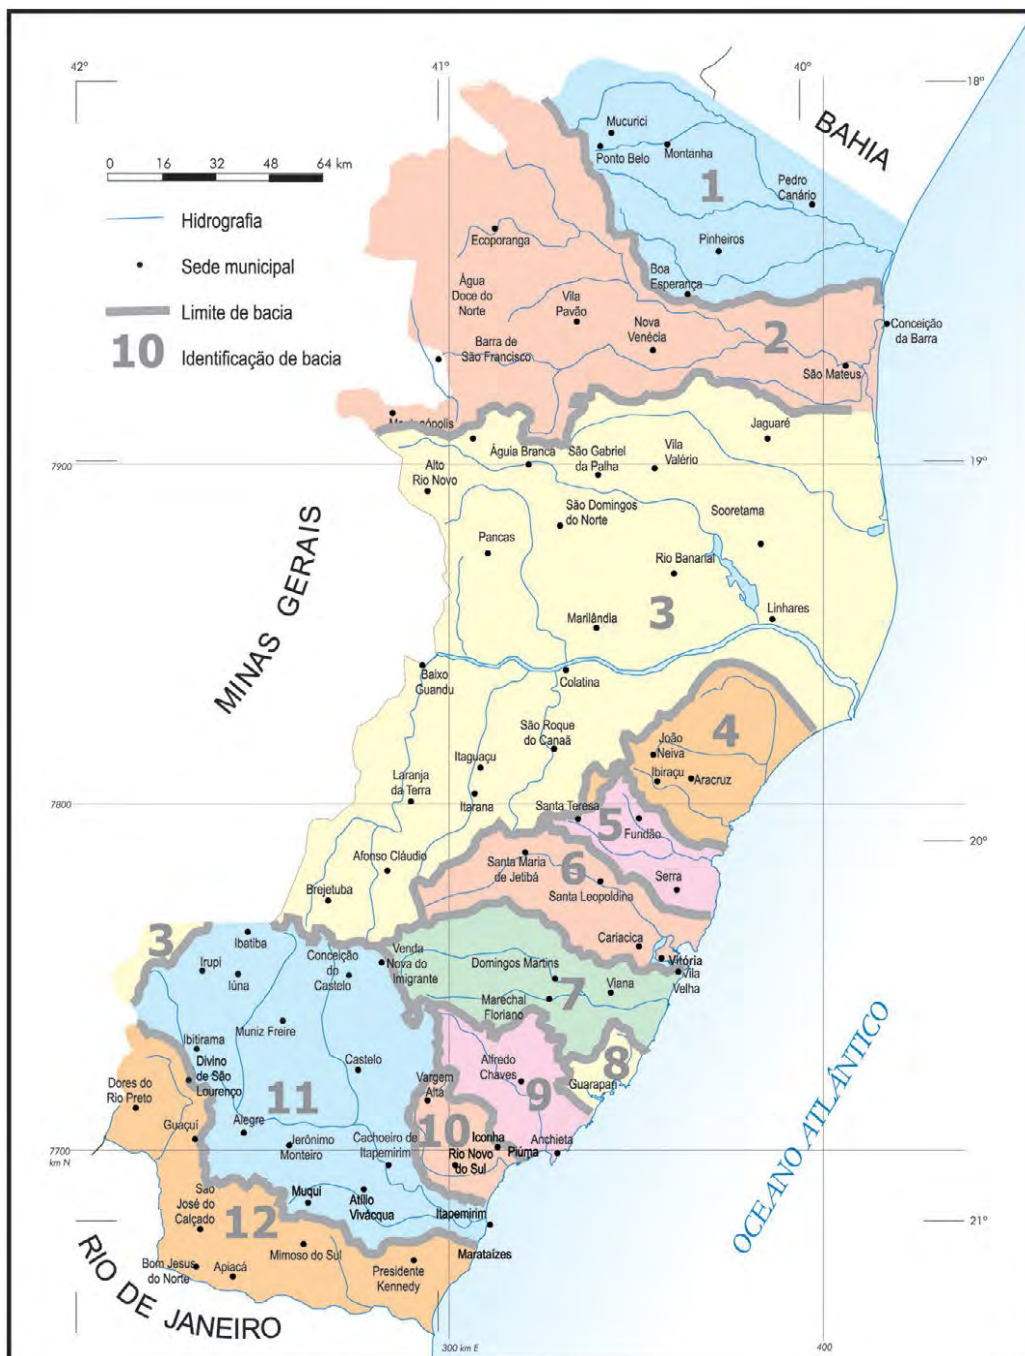 42º
41º
40º
18º
BAHIA
0 16 32 48 64 km
Hidrografia
Sede municipal
Limite de bacia
10 Identificação de bacia
Mucurici
Ponto Belo
Montanha
1
Pedro
Canário
Pinheiros
Boa
Esperança
Ecoporanga
Água
Doce do
Norte
Vila
Pavão
Nova
Venécia
2
Conceição
da Barra
Barra de
São Francisco
São Mateus
Jaguaré
7900
19º
Águia Branca
São Gabriel
da Palha
Vila
Valério
Alto
Rio Novo
São Domingos
do Norte
Sooretama
Pancas
Rio Bananal
MINAS GERAIS
Marilândia
3
Linhares
Baixo
Guandu
Colatina
São Roque
do Canaã
4
João
Neiva
Itaguaçu
Ibiraçu
Aracruz
Laranja
da Terra
Itarana
7800
Santa Teresa
5
Fundão
20º
Afonso Cláudio
Santa Maria
de Jetibá
6
Serra
Brejetuba
Santa Leopoldina
3
Ibatiba
Cariacica
Irupi
Iúna
Conceição
do
Castelo
Venda
Nova do
Imigrante
Domingos Martins
Vitória
Vila
Velha
Marechal
Floriano
7
Viana
Muniz Freire
Ibitirama
Divino
de São
Lourenço
Castelo
Alfredo
Chaves
8
Guarapari
Dores do
Rio Preto
11
Vargem
Alta
9
Guaçuí
Alegre
Jerônimo
Monteiro
Cachoeiro de
Itapemirim
10
Iconha
Rio Novo
do Sul
Piúma
Anchieta
OCEANO ATLÂNTICO
7700
km N
São
José do
Calçado
12
Muqui
Atílio
Vivácqua
Itapemirim
21º
Mimoso do Sul
Marataízes
Bom Jesus
do Norte
Apiacá
Presidente
Kennedy
RIO DE JANEIRO
300 km E
400